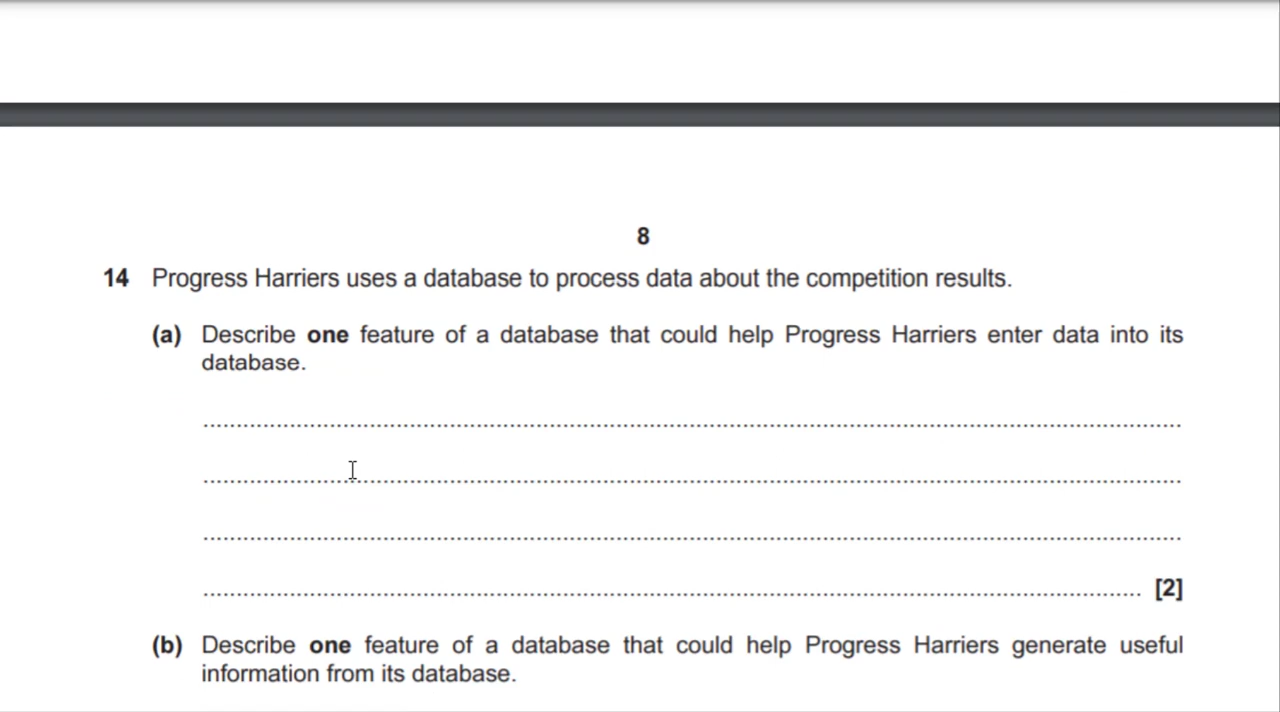 8
14 Progress Harriers uses a database to process data about the competition results.
(a) Describe one feature of a database that could help Progress Harriers enter data into its
database.
[2]
(b) Describe one feature of a database that could help Progress Harriers generate useful
information from its database.